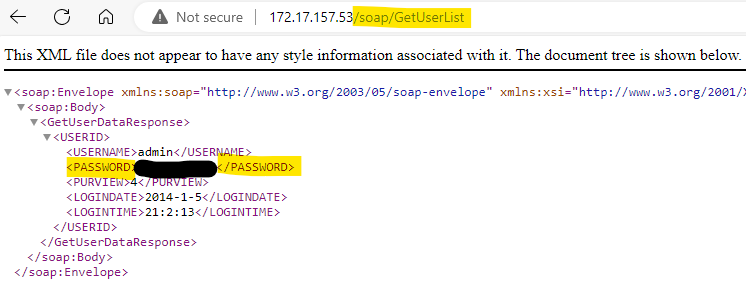 Not secure 172.17.157.53/soap/GetUserList
This XML file does not appear to have any style information associated with it. The document tree is shown below.
▼<soap:Envelope xmlns:soap="http://www.w3.org/2003/05/soap-envelope" xmlns:xsi="http://www.w3.org/2001/
▼<soap:Body>
▼<GetUserDataResponse>
▼<USERID>
<USERNAME>admin</USERNAME>
<PASSWORD> </PASSWORD>
<PURVIEW>4</PURVIEW>
<LOGINDATE>2014-1-5</LOGINDATE>
<LOGINTIME>21:2:13</LOGINTIME>
</USERID>
</GetUserDataResponse>
</soap:Body>
</soap:Envelope>